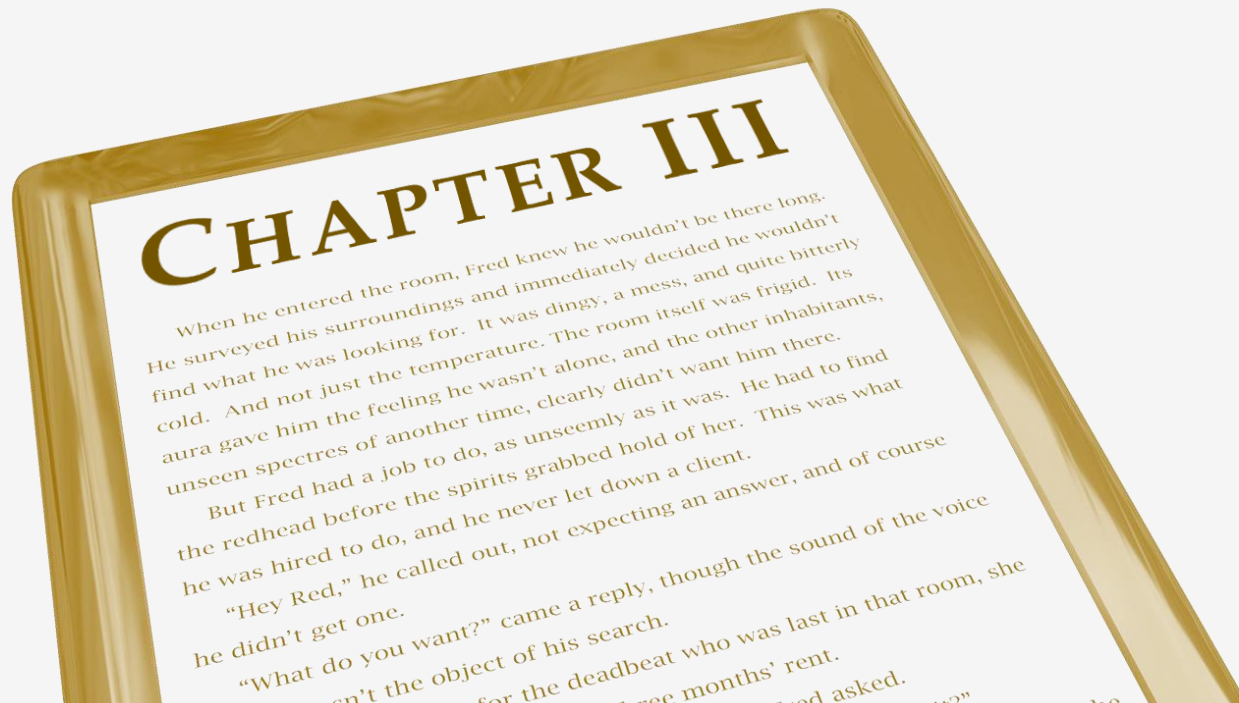 CHAPTER III
When he entered the room, Fred knew he wouldn't be there long.
He surveyed his surroundings and immediately decided he wouldn't
find what he was looking for. It was dingy, a mess, and quite bitterly
cold. And not just the temperature. The room itself was frigid. Its
aura gave him the feeling he wasn't alone, and the other inhabitants,
unseen spectres of another time, clearly didn't want him there.
But Fred had a job to do, as unseemly as it was. He had to find
the redhead before the spirits grabbed hold of her. This was what
he was hired to do, and he never let down a client.
“Hey Red,” he called out, not expecting an answer, and of course
he didn't get one.
“What do you want?” came a reply, though the sound of the voice
the object of his search.
for the deadbeat who was last in that room, she
months' rent.
asked.